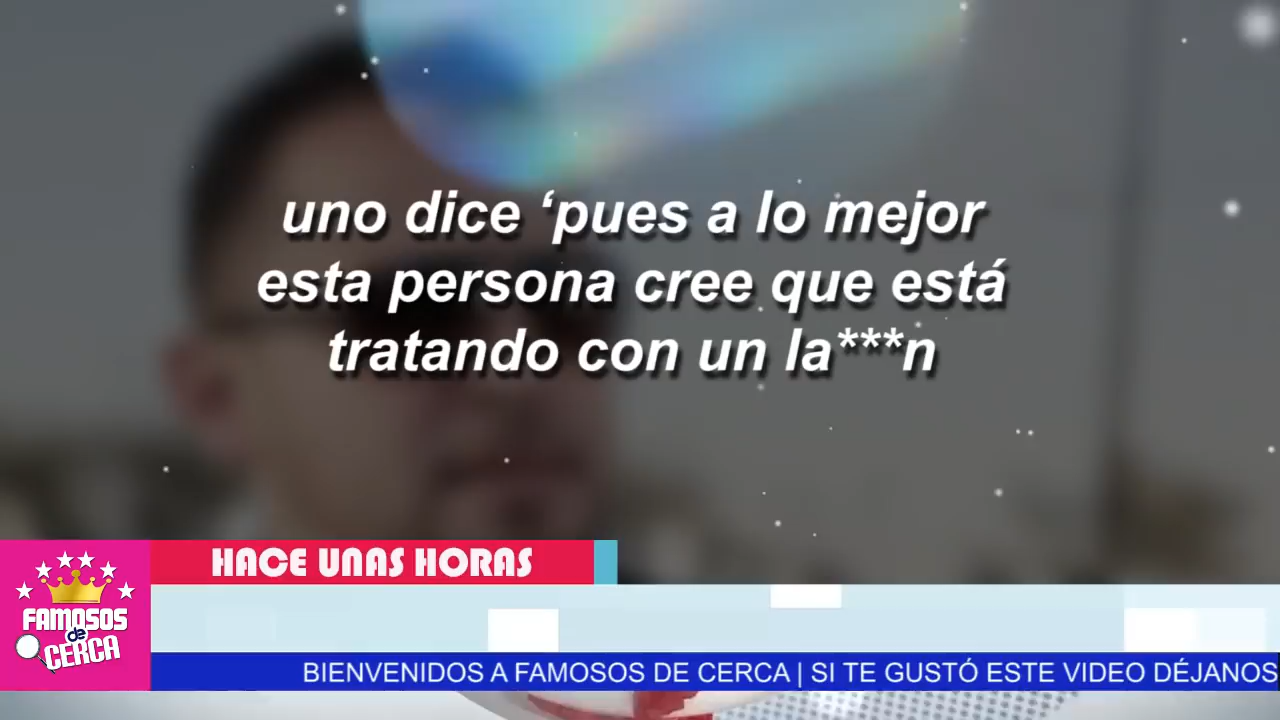 uno dice ‘pues a lo mejor
esta persona cree que está
tratando con un la***n
HACE UNAS HORAS
FAMOSOS
de
CERCA
BIENVENIDOS A FAMOSOS DE CERCA | SI TE GUSTÓ ESTE VIDEO DÉJANOS